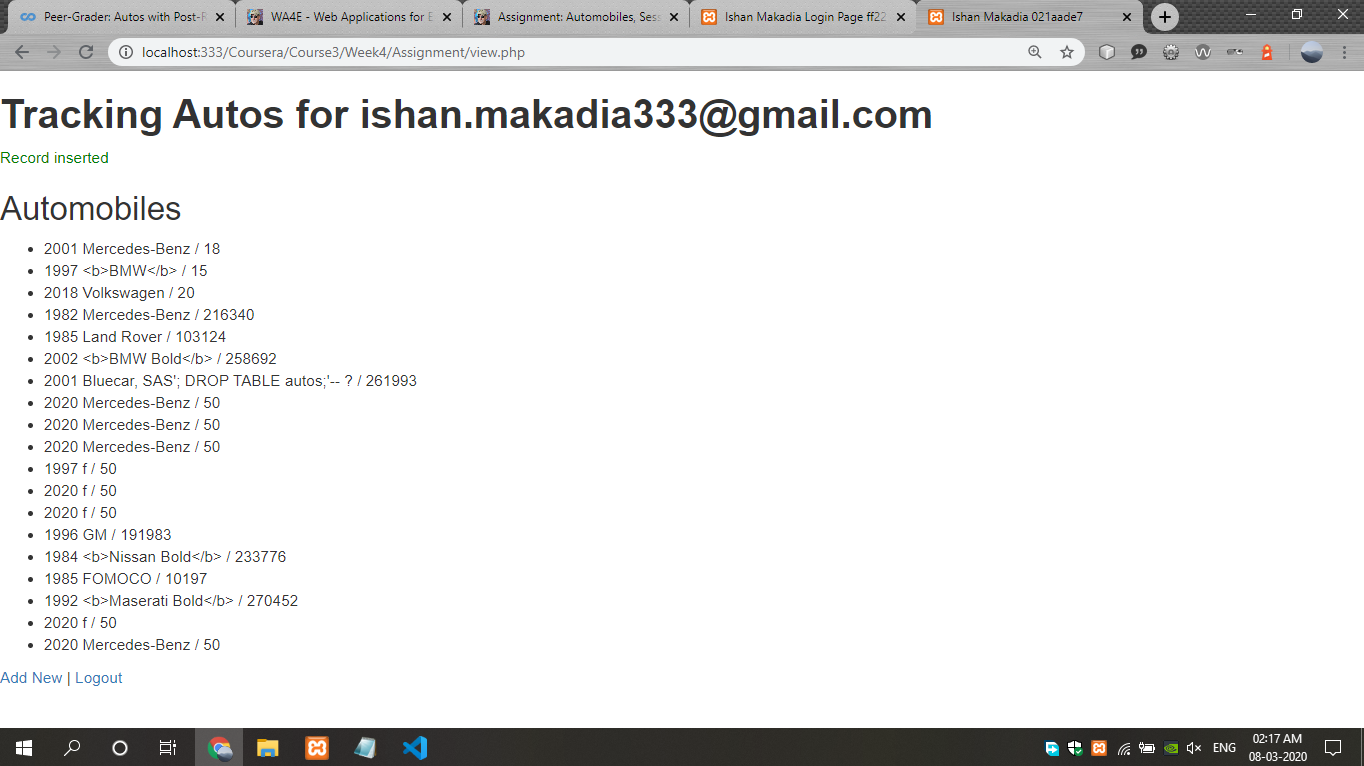 Peer-Grader: Autos with Post-R
WA4E - Web Applications for E
Assignment: Automobiles, Sess
Ishan Makadia Login Page ff22
Ishan Makadia 021aade7
localhost:333/Coursera/Course3/Week4/Assignment/view.php
Tracking Autos for ishan.makadia333@gmail.com
Record inserted
Automobiles
2001 Mercedes-Benz / 18
1997 <b>BMW</b> / 15
2018 Volkswagen / 20
1982 Mercedes-Benz / 216340
1985 Land Rover / 103124
2002 <b>BMW Bold</b> / 258692
2001 Bluecar, SAS'; DROP TABLE autos;'-- ? / 261993
2020 Mercedes-Benz / 50
2020 Mercedes-Benz / 50
2020 Mercedes-Benz / 50
1997 f / 50
2020 f / 50
2020 f / 50
1996 GM / 191983
1984 <b>Nissan Bold</b> / 233776
1985 FOMOCO / 10197
1992 <b>Maserati Bold</b> / 270452
2020 f / 50
2020 Mercedes-Benz / 50
Add New | Logout
ENG
02:17 AM
08-03-2020